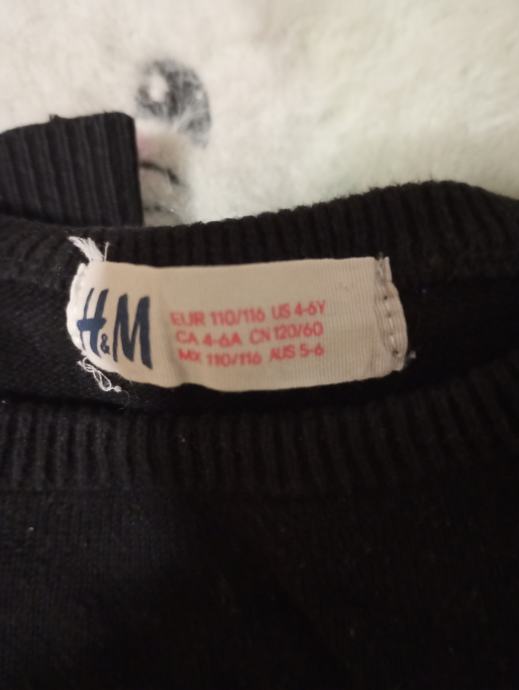 H&M
EUR 110/116 US 4-6Y
CA 4-6A CN 120/60
MX 110/116 AUS 5-6